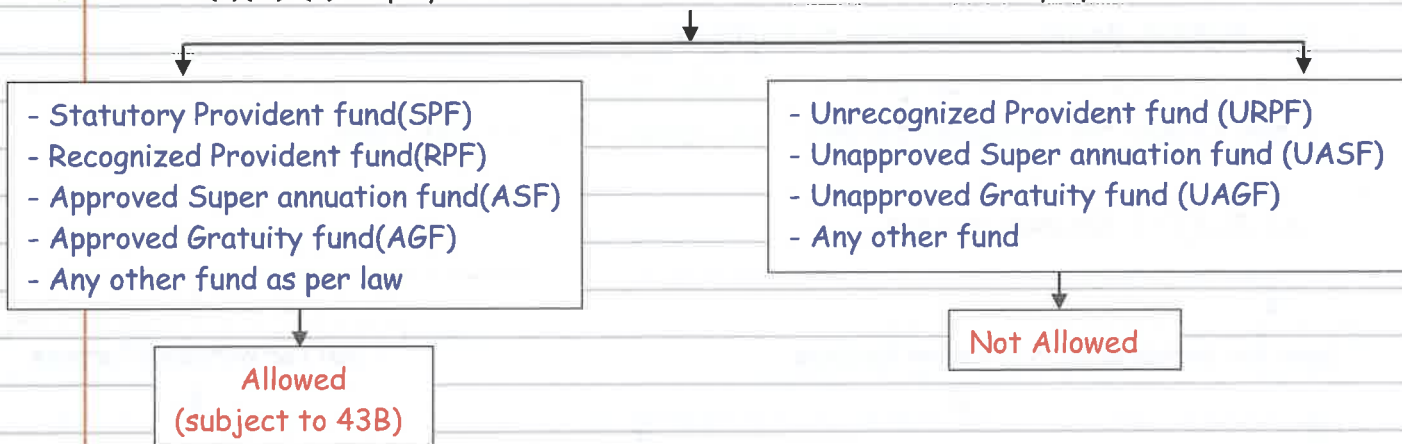 - Statutory Provident fund(SPF)
- Recognized Provident fund(RPF)
- Approved Super annuation fund(ASF)
- Approved Gratuity fund(AGF)
- Any other fund as per law
- Unrecognized Provident fund (URPF)
- Unapproved Super annuation fund (UASF)
- Unapproved Gratuity fund (UAGF)
- Any other fund
Not Allowed
Allowed
(subject to 43B)